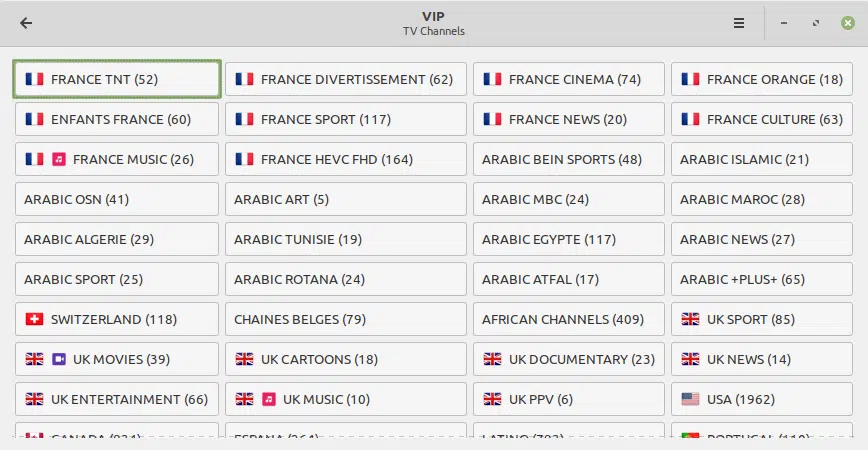 VIP
TV Channels
FRANCE TNT (52)
FRANCE DIVERTISSEMENT (62)
FRANCE CINEMA (74)
FRANCE ORANGE (18)
ENFANTS FRANCE (60)
FRANCE SPORT (117)
FRANCE NEWS (20)
FRANCE CULTURE (63)
FRANCE MUSIC (26)
FRANCE HEVC FHD (164)
ARABIC BEIN SPORTS (48)
ARABIC ISLAMIC (21)
ARABIC OSN (41)
ARABIC ART (5)
ARABIC MBC (24)
ARABIC MAROC (28)
ARABIC ALGERIE (29)
ARABIC TUNISIE (19)
ARABIC EGYPTE (117)
ARABIC NEWS (27)
ARABIC SPORT (25)
ARABIC ROTANA (24)
ARABIC ATFAL (17)
ARABIC +PLUS+ (65)
SWITZERLAND (118)
CHAINES BELGES (79)
AFRICAN CHANNELS (409)
UK SPORT (85)
UK MOVIES (39)
UK CARTOONS (18)
UK DOCUMENTARY (23)
UK NEWS (14)
UK ENTERTAINMENT (66)
UK MUSIC (10)
UK PPV (6)
USA (1962)
CANADA
ESPANA
LATINO
PORTUGAL